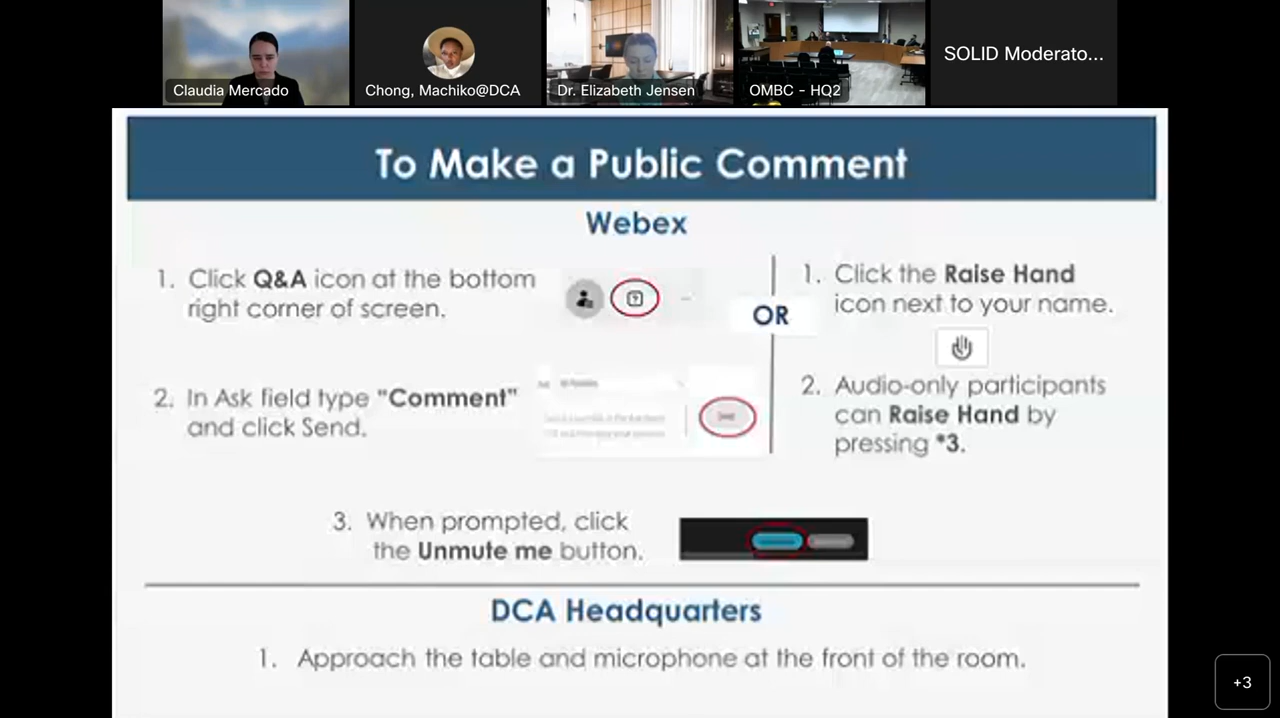 Claudia Mercado
Chong, Machiko@DCA
Dr. Elizabeth Jensen
OMBC - HQ2
SOLID Moderato...
To Make a Public Comment
Webex
1. Click Q&A icon at the bottom
right corner of screen.
2. In Ask field type "Comment"
and click Send.
OR
1. Click the Raise Hand
icon next to your name.
2. Audio-only participants
can Raise Hand by
pressing *3.
3. When prompted, click
the Unmute me button.
DCA Headquarters
1. Approach the table and microphone at the front of the room.
+3